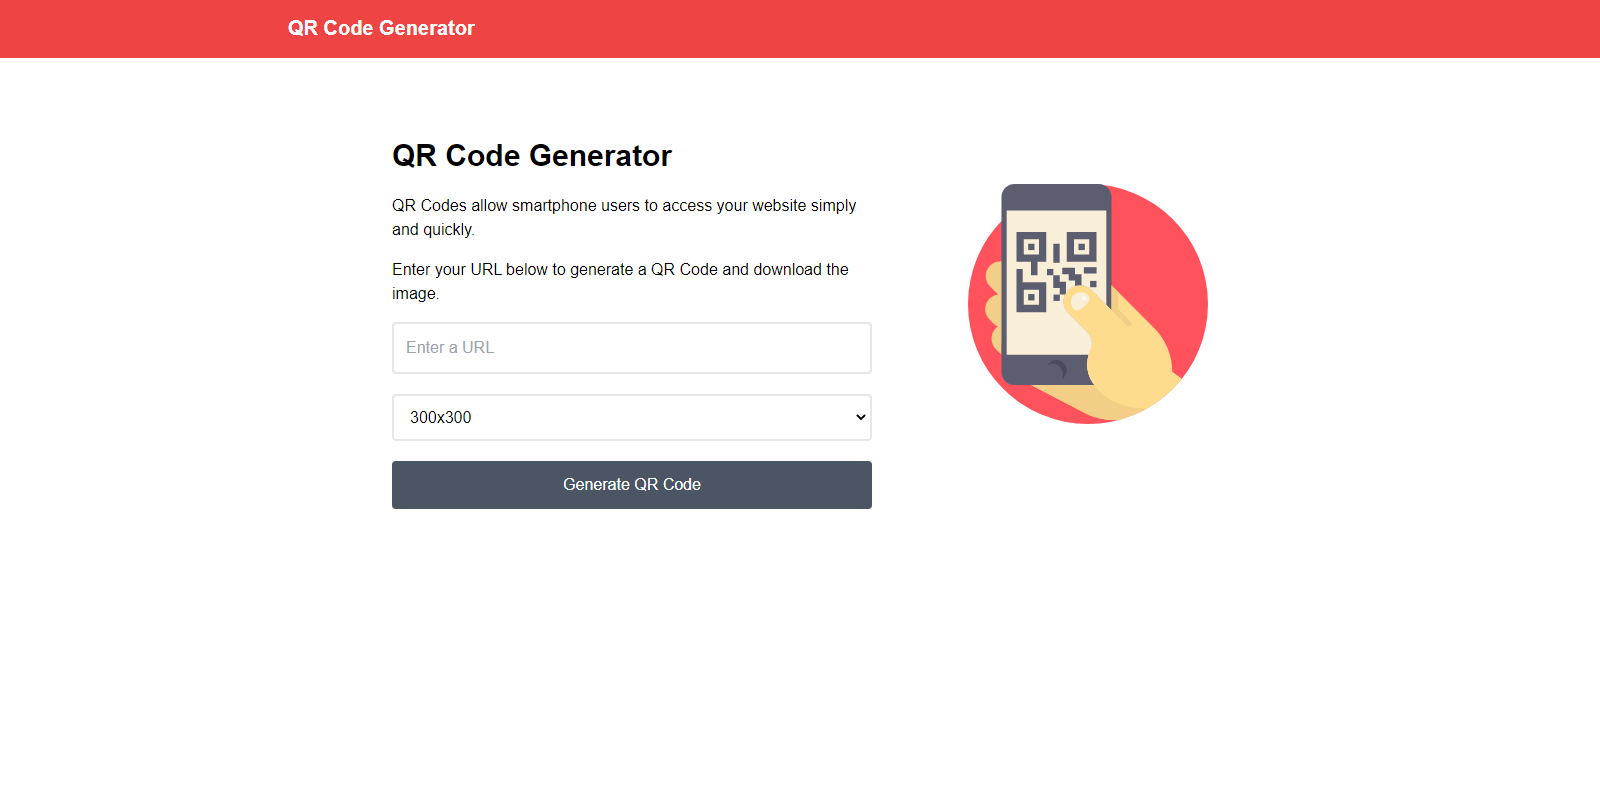 QR Code Generator
QR Code Generator
QR Codes allow smartphone users to access your website simply
and quickly.
Enter your URL below to generate a QR Code and download the
image.
Enter a URL
300x300
Generate QR Code